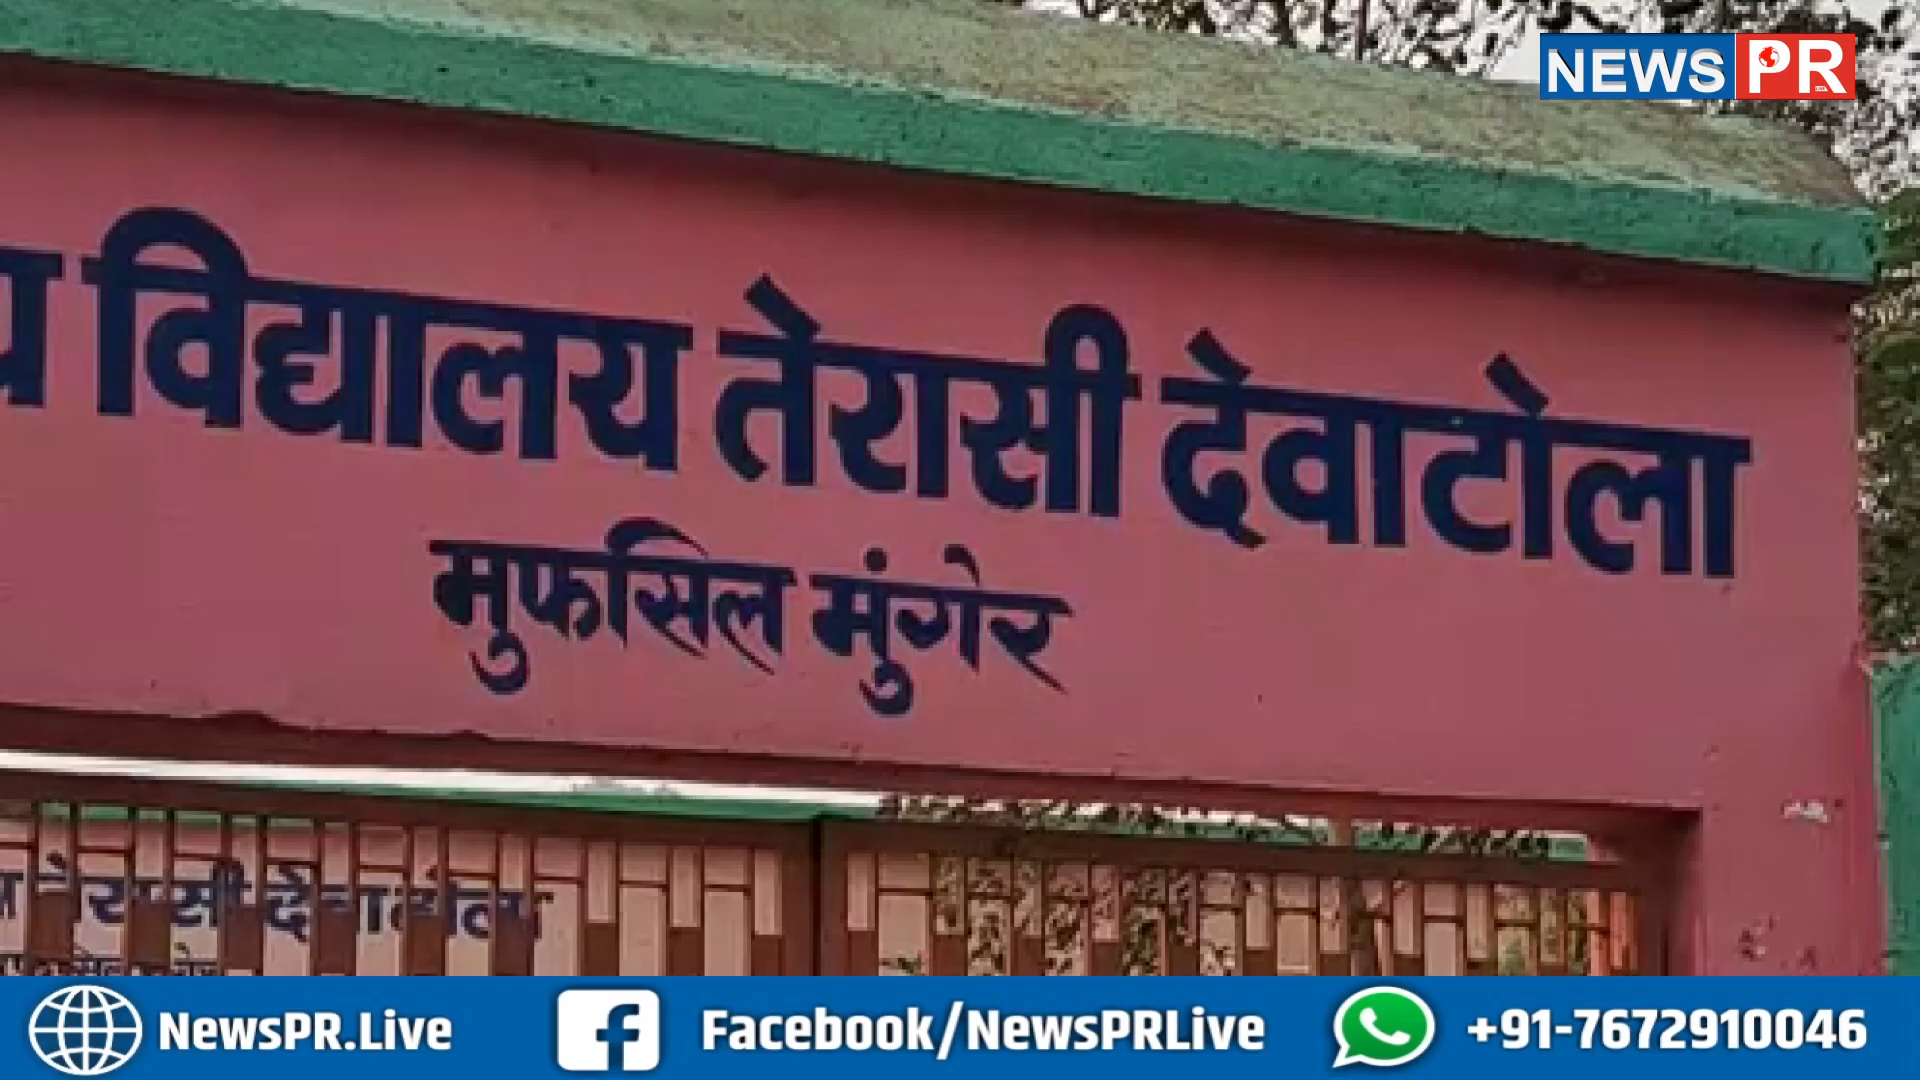 NEWS PR
विद्यालय तेरासी देवाटोला
मुफसिल मुंगेर
तेरासी देवाटोला
NewsPR.Live
Facebook/NewsPRLive
+91-7672910046